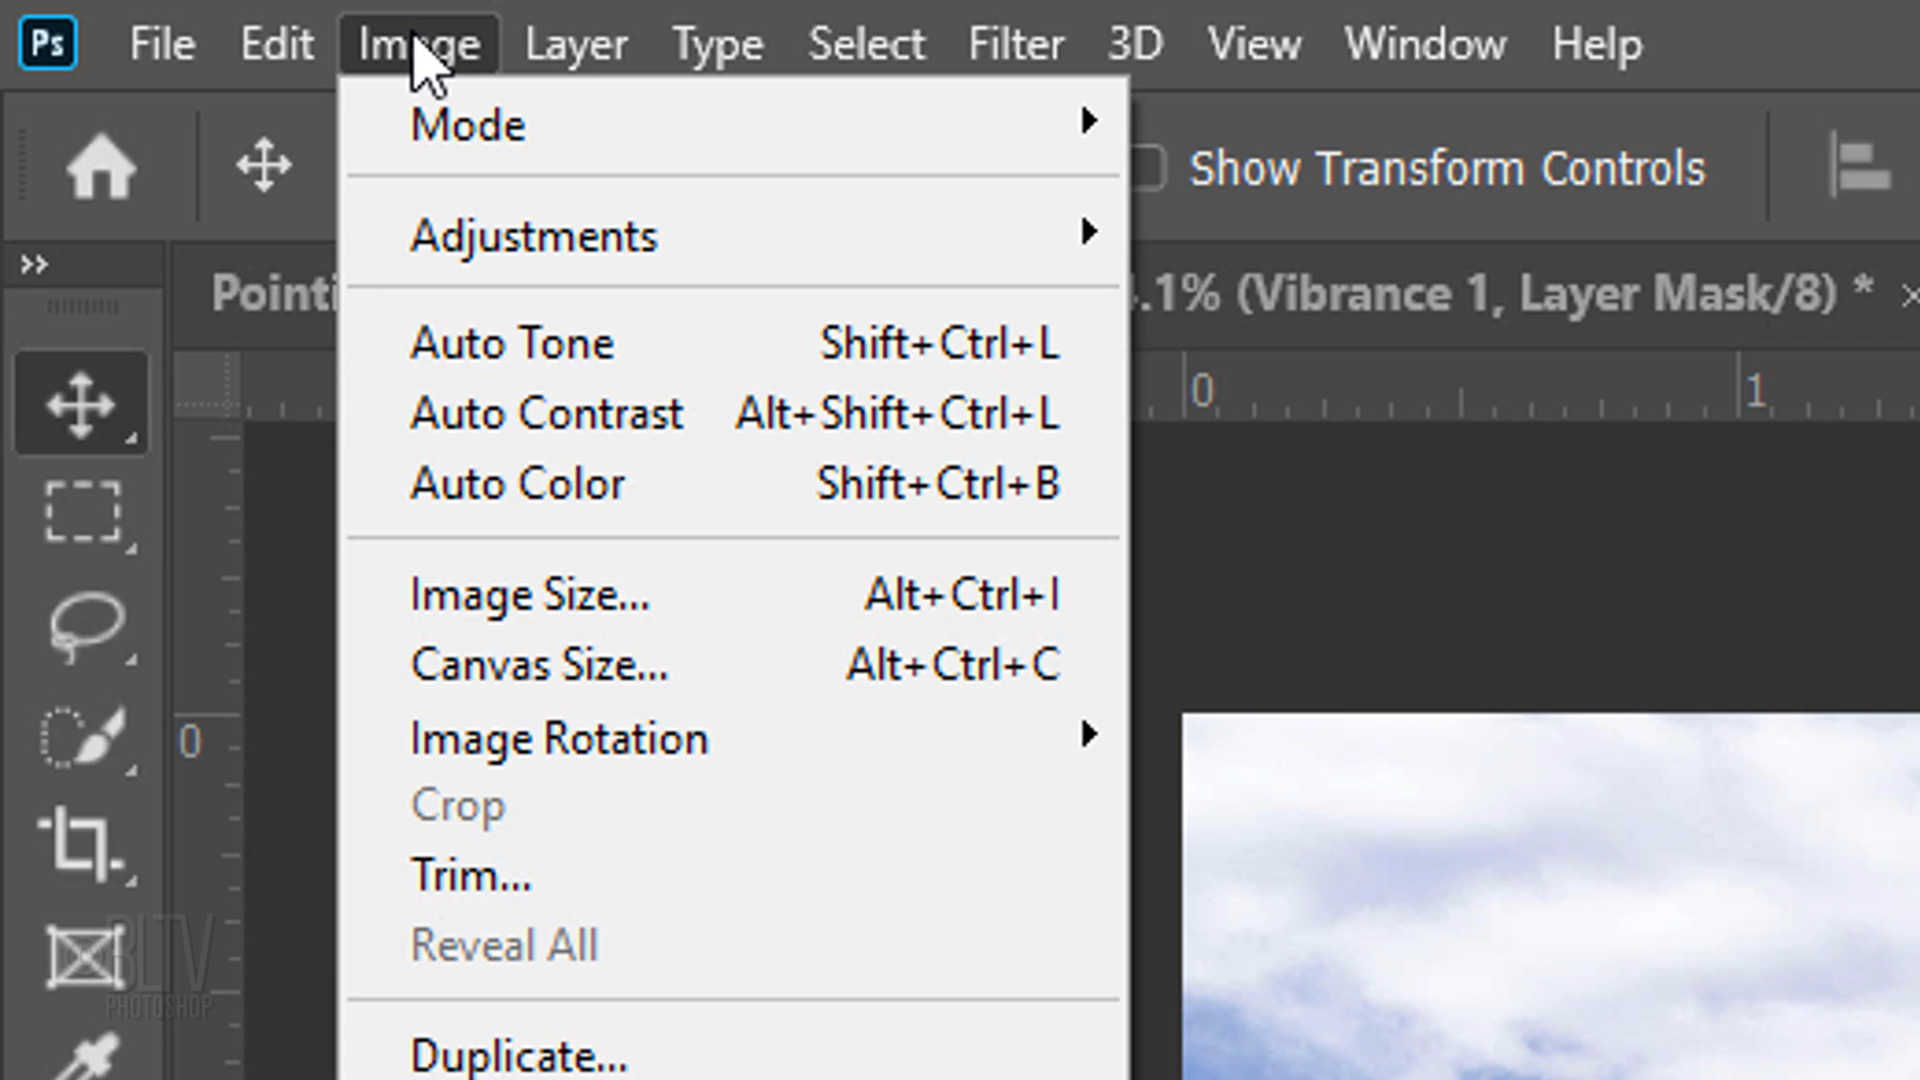 Ps File Edit Image Layer Type Select Filter 3D View Window Help
Mode
Show Transform Controls
Adjustments
.1% (Vibrance 1, Layer Mask/8) * ×
Auto Tone Shift+Ctrl+L
0 1
Auto Contrast Alt+Shift+Ctrl+L
Auto Color Shift+Ctrl+B
Image Size... Alt+Ctrl+I
Canvas Size... Alt+Ctrl+C
0
Image Rotation
Crop
Trim...
Reveal All
BLTV
PHOTOSHOP
Duplicate...